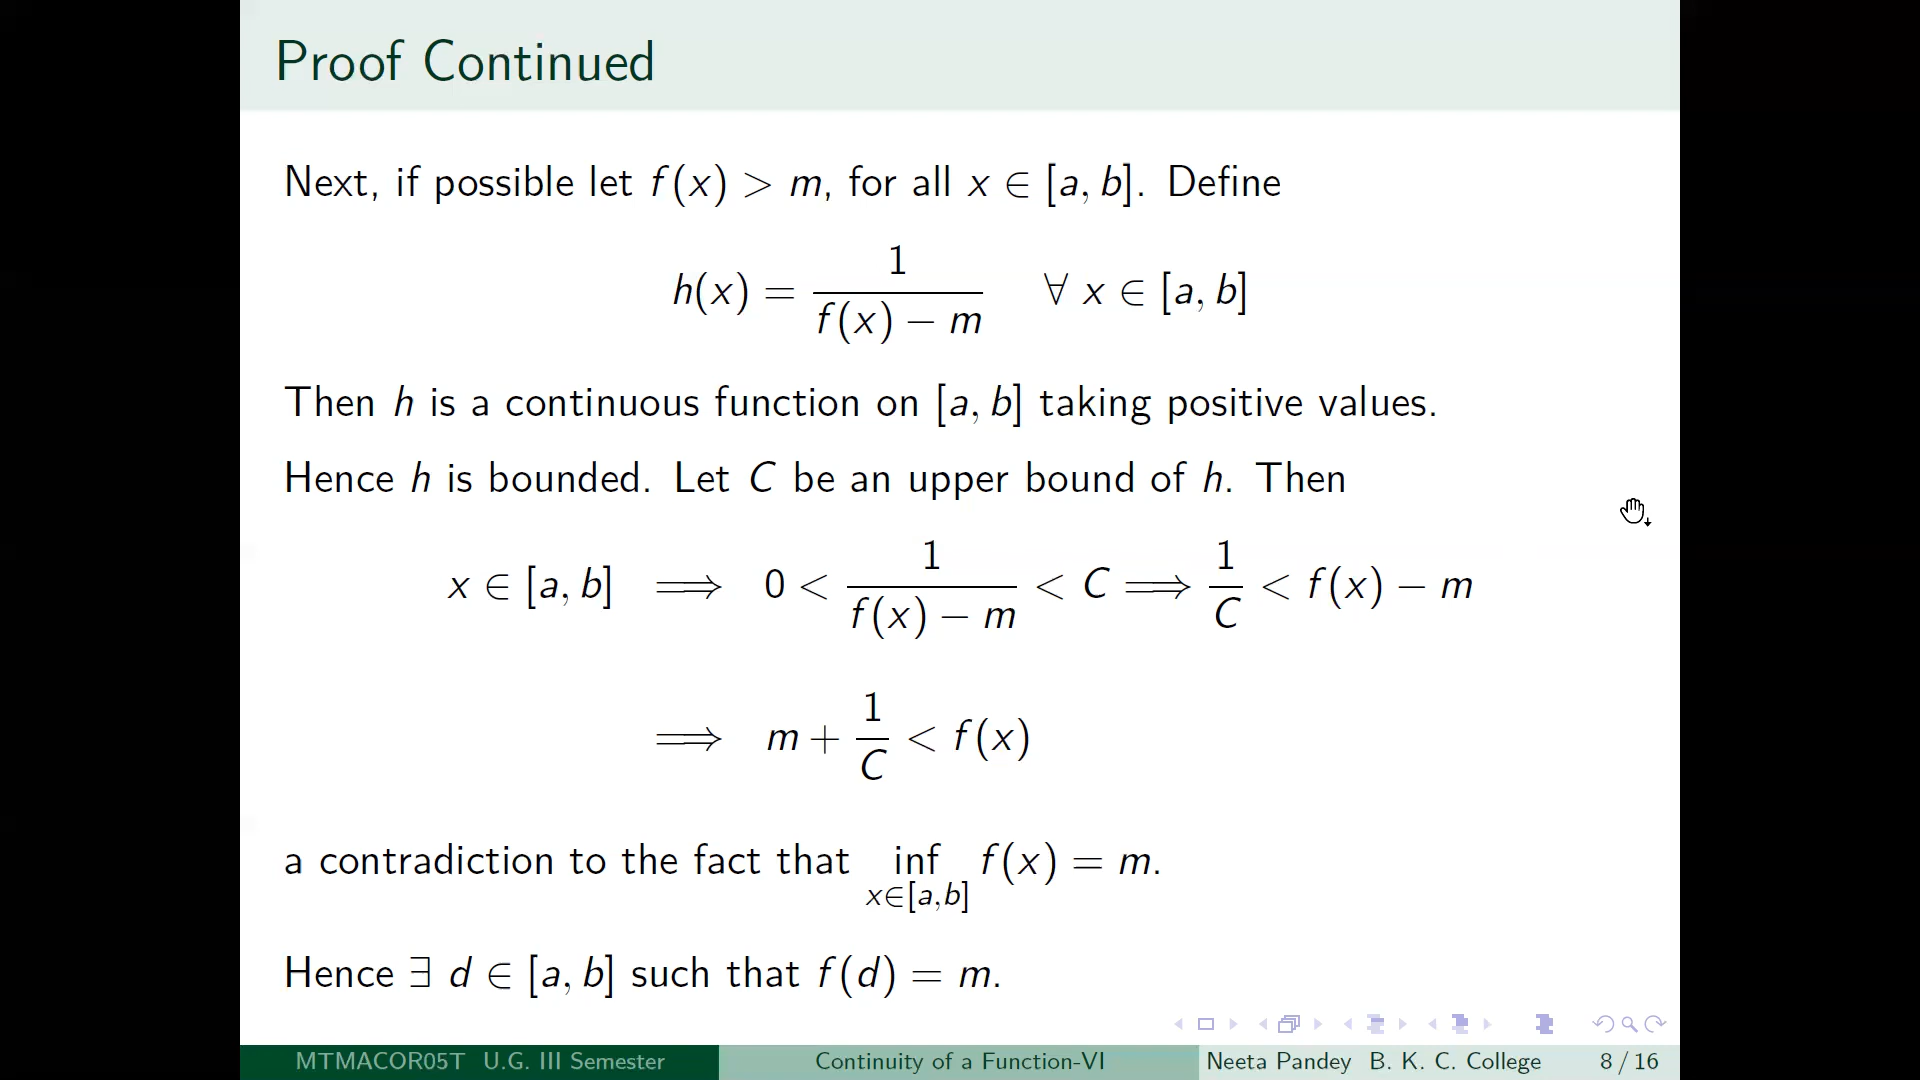 Proof Continued
Next, if possible let f(x) > m, for all x ∈ [a, b]. Define
h(x) = 1/(f(x) − m) ∀ x ∈ [a, b]
Then h is a continuous function on [a, b] taking positive values.
Hence h is bounded. Let C be an upper bound of h. Then
x ∈ [a, b] ⟹ 0 < 1/(f(x) − m) < C ⟹ 1/C < f(x) − m
⟹ m + 1/C < f(x)
a contradiction to the fact that inf_{x∈[a,b]} f(x) = m.
Hence ∃ d ∈ [a, b] such that f(d) = m.
MTMACOR05T U.G. III Semester Continuity of a Function-VI Neeta Pandey B. K. C. College 8 / 16